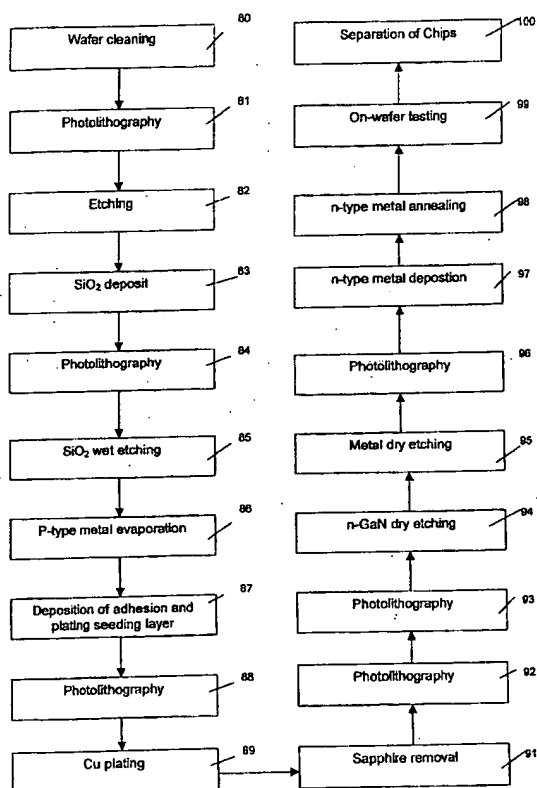 Wafer cleaning
80
Photolithography
81
Etching
82
SiO₂ deposit
83
Photolithography
84
SiO₂ wet etching
85
P-type metal evaporation
86
Deposition of adhesion and
plating seeding layer
87
Photolithography
88
Cu plating
89
Separation of Chips
100
On-wafer testing
99
n-type metal annealing
98
n-type metal depostion
97
Photolithography
96
Metal dry etching
95
n-GaN dry etching
94
Photolithography
93
Photolithography
92
Sapphire removal
91